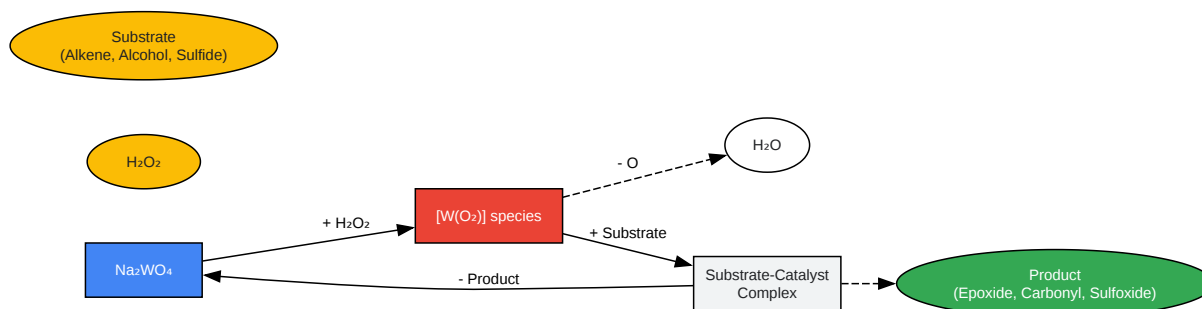 Substrate
(Alkene, Alcohol, Sulfide)
H₂O₂
H₂O
- O
[W(O₂)] species
+ H₂O₂
+ Substrate
Na₂WO₄
- Product
Substrate-Catalyst
Complex
Product
(Epoxide, Carbonyl, Sulfoxide)